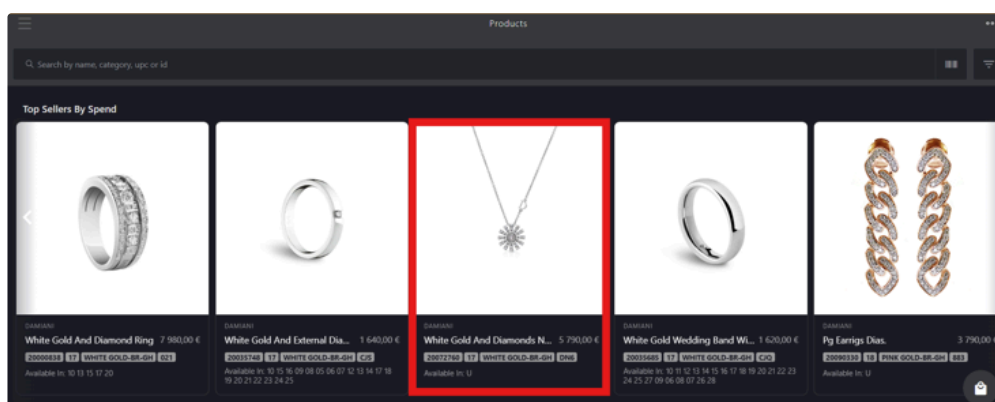 Products
Search by name, category, upc or id
Top Sellers By Spend
DAMIANI
White Gold And Diamond Ring 7 980,00 €
20000838 17 WHITE GOLD-BR-GH 021
Available In: 10 13 15 17 20
DAMIANI
White Gold And External Dia... 1 640,00 €
20035748 17 WHITE GOLD-BR-GH CJS
Available In: 10 15 16 09 08 05 06 07 12 13 14 17 18
19 20 21 22 23 24 25
DAMIANI
White Gold And Diamonds N... 5 790,00 €
20072760 17 WHITE GOLD-BR-GH DN6
Available In: U
DAMIANI
White Gold Wedding Band Wi... 1 620,00 €
20035685 17 WHITE GOLD-BR-GH CJQ
Available In: 10 11 12 13 14 15 16 17 18 19 20 21 22 23
24 25 27 09 06 08 07 26 28
DAMIANI
Pg Earrigs Dias. 3 790,00 €
20090330 18 PINK GOLD-BR-GH 883
Available In: U